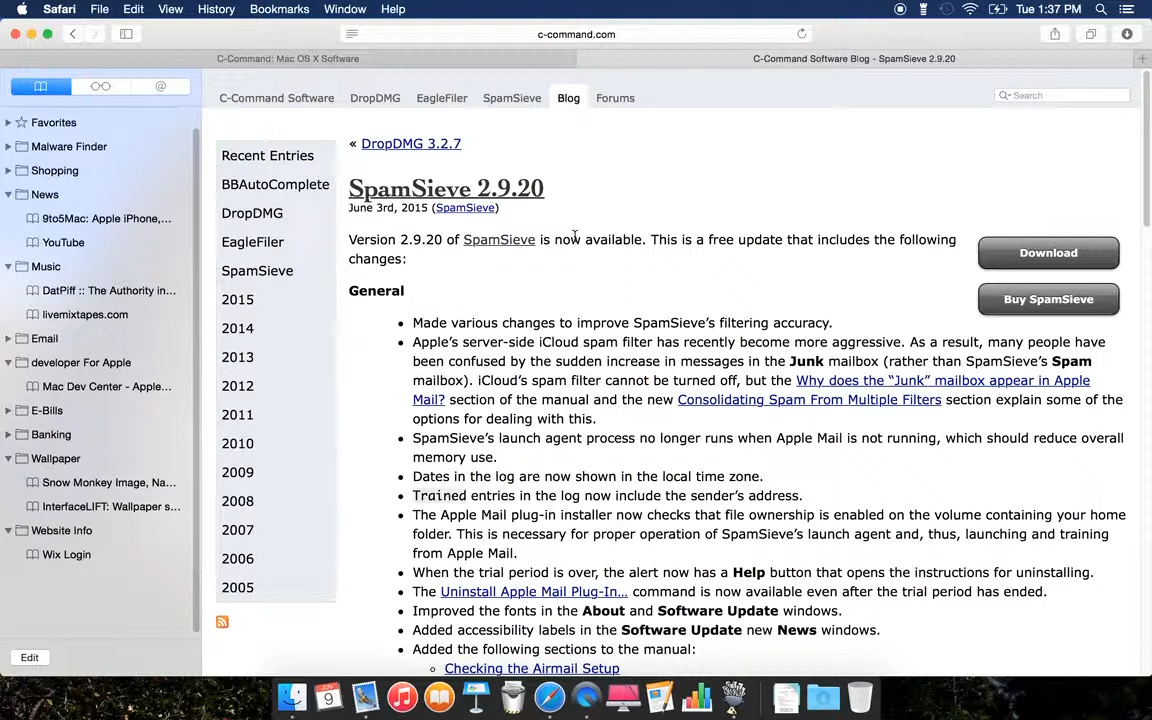 Safari File Edit View History Bookmarks Window Help
Tue 1:37 PM
c-command.com
C-Command: Mac OS X Software
C-Command Software Blog - SpamSieve 2.9.20
Favorites
Malware Finder
Shopping
News
9to5Mac: Apple iPhone,...
YouTube
Music
DatPiff :: The Authority in...
livemixtapes.com
Email
developer For Apple
Mac Dev Center - Apple...
E-Bills
Banking
Wallpaper
Snow Monkey Image, Na...
InterfaceLIFT: Wallpaper s...
Website Info
Wix Login
Edit
C-Command Software DropDMG EagleFiler SpamSieve Blog Forums
Search
Recent Entries
BBAutoComplete
DropDMG
EagleFiler
SpamSieve
2015
2014
2013
2012
2011
2010
2009
2008
2007
2006
2005
« DropDMG 3.2.7
SpamSieve 2.9.20
June 3rd, 2015 (SpamSieve)
Version 2.9.20 of SpamSieve is now available. This is a free update that includes the following
changes:
Download
Buy SpamSieve
General
• Made various changes to improve SpamSieve's filtering accuracy.
• Apple's server-side iCloud spam filter has recently become more aggressive. As a result, many people have
been confused by the sudden increase in messages in the Junk mailbox (rather than SpamSieve's Spam
mailbox). iCloud's spam filter cannot be turned off, but the Why does the “Junk” mailbox appear in Apple
Mail? section of the manual and the new Consolidating Spam From Multiple Filters section explain some of the
options for dealing with this.
• SpamSieve's launch agent process no longer runs when Apple Mail is not running, which should reduce overall
memory use.
• Dates in the log are now shown in the local time zone.
• Trained entries in the log now include the sender's address.
• The Apple Mail plug-in installer now checks that file ownership is enabled on the volume containing your home
folder. This is necessary for proper operation of SpamSieve's launch agent and, thus, launching and training
from Apple Mail.
• When the trial period is over, the alert now has a Help button that opens the instructions for uninstalling.
• The Uninstall Apple Mail Plug-In... command is now available even after the trial period has ended.
• Improved the fonts in the About and Software Update windows.
• Added accessibility labels in the Software Update new News windows.
• Added the following sections to the manual:
Checking the Airmail Setup
9